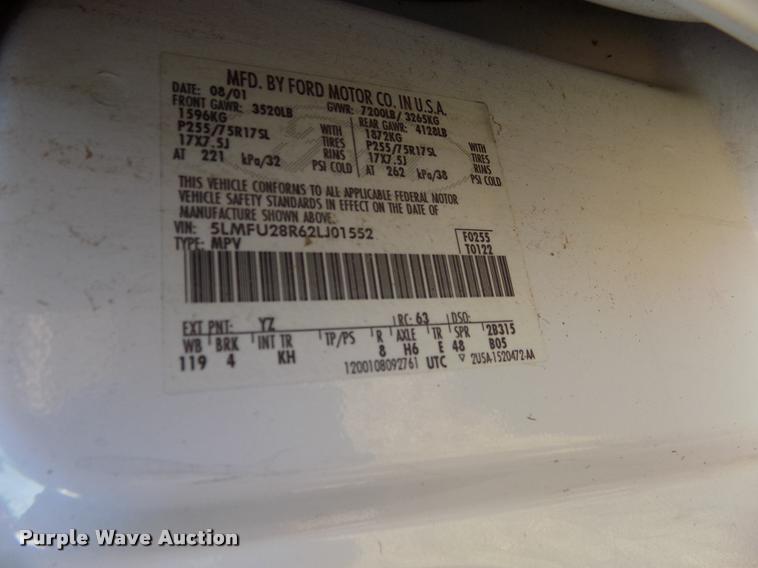 MFD. BY FORD MOTOR CO. IN U.S.A.
DATE: 08/01 GVWR: 7200LB/ 3265KG
FRONT GAWR: 3520LB REAR GAWR: 4128LB
1596KG WITH 1872KG WITH
P255/75R17SL TIRES P255/75R17SL TIRES
17X7.5J RIMS 17X7.5J RIMS
AT 221 kPa/32 PSI COLD AT 262 kPa/38 PSI COLD
THIS VEHICLE CONFORMS TO ALL APPLICABLE FEDERAL MOTOR
VEHICLE SAFETY STANDARDS IN EFFECT ON THE DATE OF
MANUFACTURE SHOWN ABOVE.
VIN: 5LMFU28R62LJ01552 F0255
TYPE: MPV T0122
EXT PNT: YZ RC: 63 DSO:
WB BRK INT TR TP/PS R AXLE TR SPR 2B315
119 4 KH 8 H6 E 48 B05
1200108092761 UTC ▽ 2U5A-1520472-AA
Purple Wave Auction